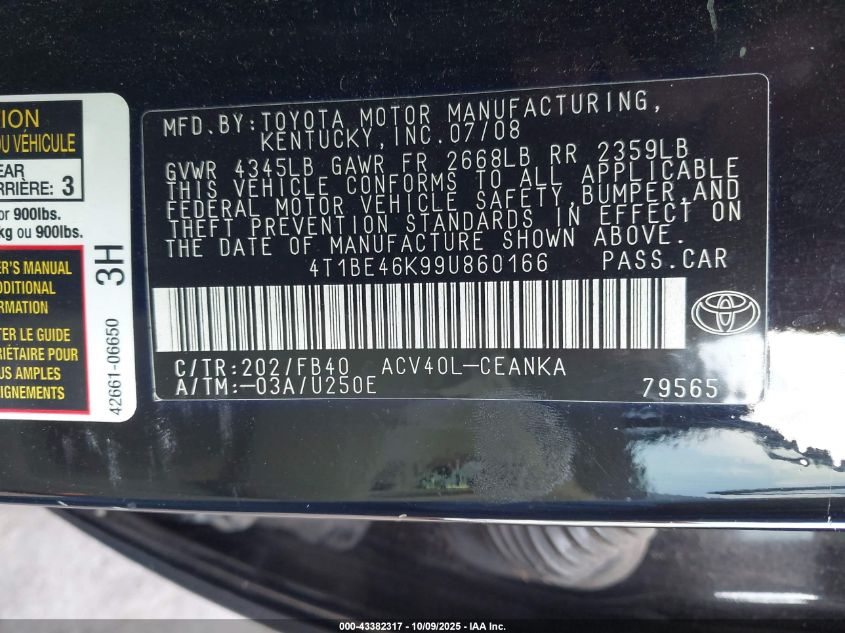 ION
U VÉHICULE
EAR
RRIÈRE: 3
or 900lbs.
kg ou 900lbs.
R'S MANUAL
DDITIONAL
RMATION
TER LE GUIDE
RIÉTAIRE POUR
US AMPLES
EIGNEMENTS
42661-06650
3H
MFD.BY:TOYOTA MOTOR MANUFACTURING,
KENTUCKY,INC.07/08
GVWR 4345LB GAWR FR 2668LB RR 2359LB
THIS VEHICLE CONFORMS TO ALL APPLICABLE
FEDERAL MOTOR VEHICLE SAFETY,BUMPER,AND
THEFT PREVENTION STANDARDS IN EFFECT ON
THE DATE OF MANUFACTURE SHOWN ABOVE.
4T1BE46K99U860166 PASS.CAR
C/TR:202/FB40 ACV40L-CEANKA
A/TM:-03A/U250E 79565
000-43382317 - 10/09/2025 - IAA Inc.